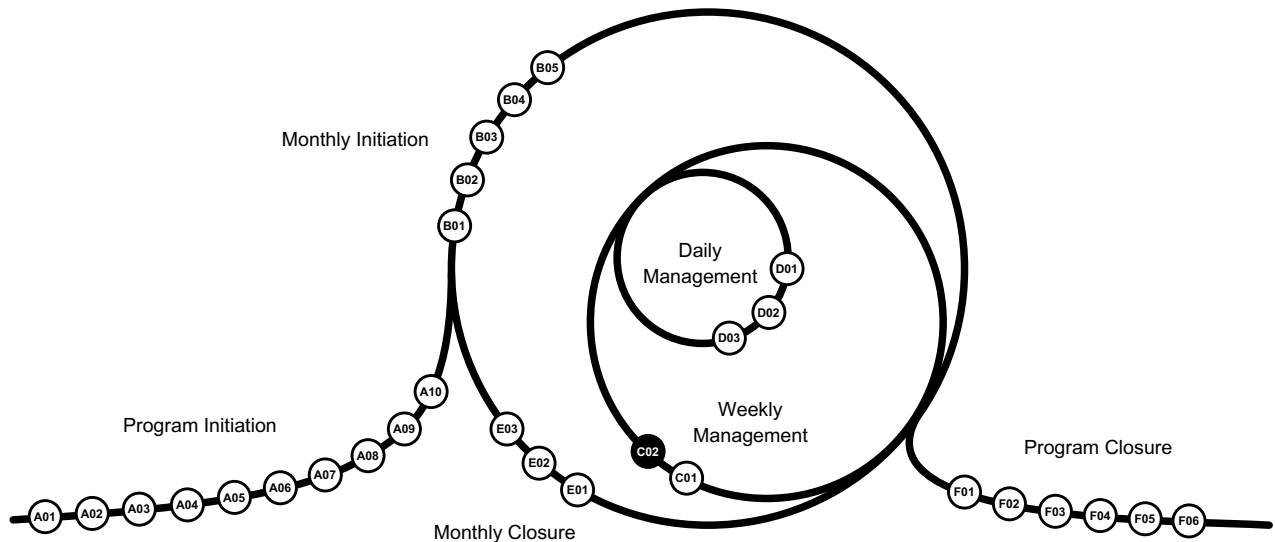 B05
B04
Monthly Initiation
B03
B02
B01
Daily
Management
D01
D02
D03
A10
Program Initiation
A09
A08
A07
A06
A05
A04
A03
A02
A01
E03
E02
E01
Monthly Closure
Weekly
Management
C02
C01
Program Closure
F01
F02
F03
F04
F05
F06